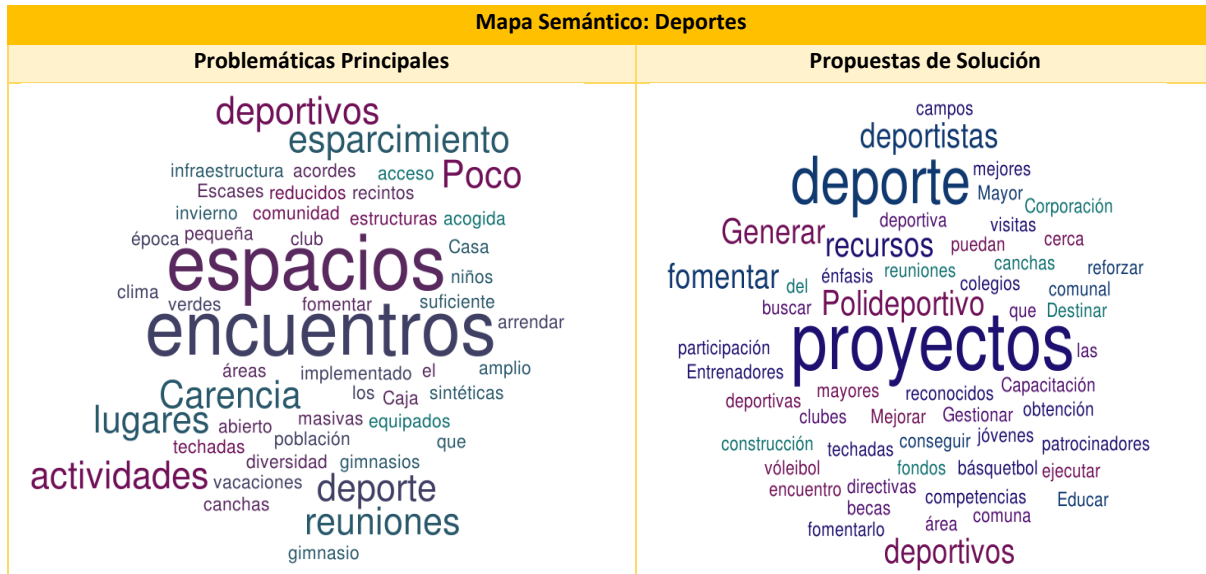 Mapa Semántico: Deportes
Problemáticas Principales
deportivos
esparcimiento
infraestructura acordes acceso Poco
Escases reducidos recintos
invierno comunidad estructuras acogida
época pequeña club Casa
espacios niños
clima verdes fomentar suficiente
encuentros arrendar
áreas implementado el amplio
Carencia los Caja sintéticas
lugares abierto masivas equipados
techadas población que
actividades diversidad gimnasios
vacaciones deporte
canchas reuniones
gimnasio
Propuestas de Solución
campos
deportistas
deporte mejores
Mayor Corporación
Generar deportiva visitas
recursos puedan cerca
fomentar del énfasis reuniones canchas colegios reforzar
comunal
buscar Polideportivo que Destinar
participación proyectos las
Entrenadores
deportivas mayores reconocidos Capacitación
clubes Mejorar Gestionar obtención
construcción techadas conseguir jóvenes patrocinadores
vóleibol fondos básquetbol ejecutar
encuentro directivas competencias Educar
becas
fomentarlo área comuna
deportivos